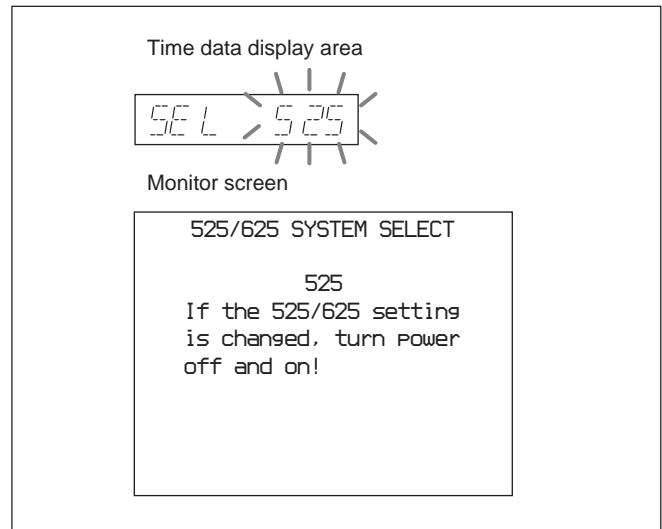 Time data display area
SEL 525
Monitor screen
525/625 SYSTEM SELECT
525
If the 525/625 setting
is changed, turn power
off and on!